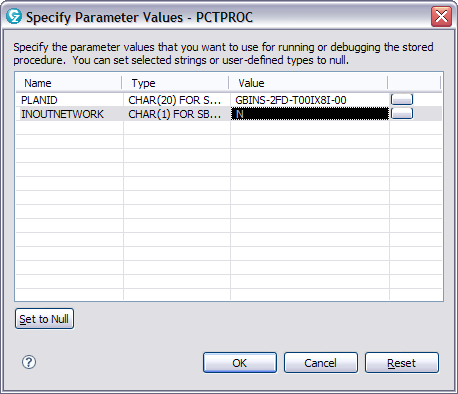 Specify Parameter Values - PCTPROC
Specify the parameter values that you want to use for running or debugging the stored
procedure. You can set selected strings or user-defined types to null.
Name Type Value
PLANID CHAR(20) FOR S... GBINS-2FD-T00IX8I-00
INOUTNETWORK CHAR(1) FOR SB... N
Set to Null
? OK Cancel Reset